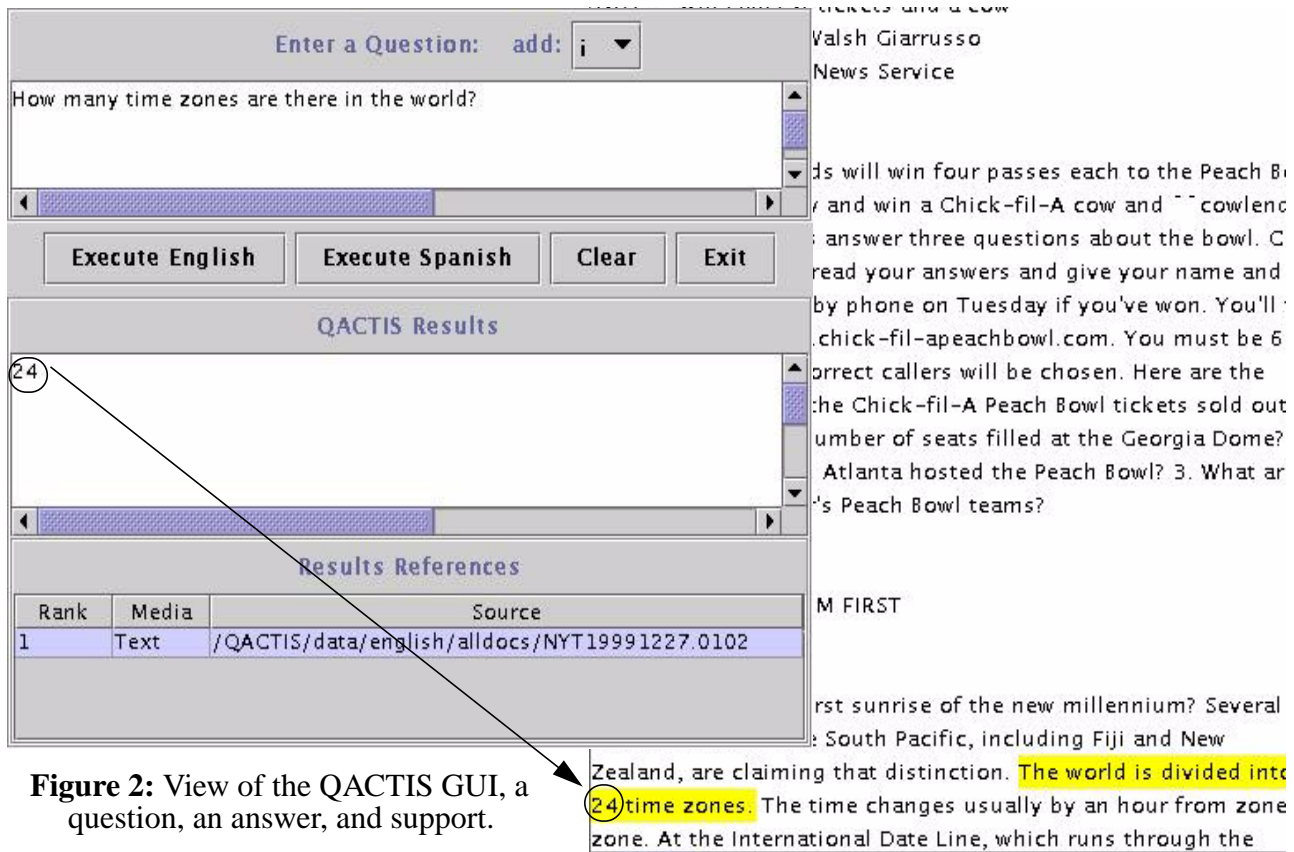 Enter a Question: add: i
How many time zones are there in the world?
Execute English Execute Spanish Clear Exit
QACTIS Results
24
Results References
Rank Media Source
1 Text /QACTIS/data/english/alldocs/NYT19991227.0102
Figure 2: View of the QACTIS GUI, a
question, an answer, and support.
tickets and a cow
Walsh Giarrusso
News Service
will win four passes each to the Peach
and win a Chick-fil-A cow and ``cowlend
answer three questions about the bowl.
read your answers and give your name and
by phone on Tuesday if you've won. You'll
.chick-fil-apeachbowl.com. You must be 6
orrect callers will be chosen. Here are the
the Chick-fil-A Peach Bowl tickets sold out
umber of seats filled at the Georgia Dome?
Atlanta hosted the Peach Bowl? 3. What ar
r's Peach Bowl teams?
M FIRST
rst sunrise of the new millennium? Several
South Pacific, including Fiji and New
Zealand, are claiming that distinction. The world is divided into
24 time zones. The time changes usually by an hour from zone
zone. At the International Date Line, which runs through the